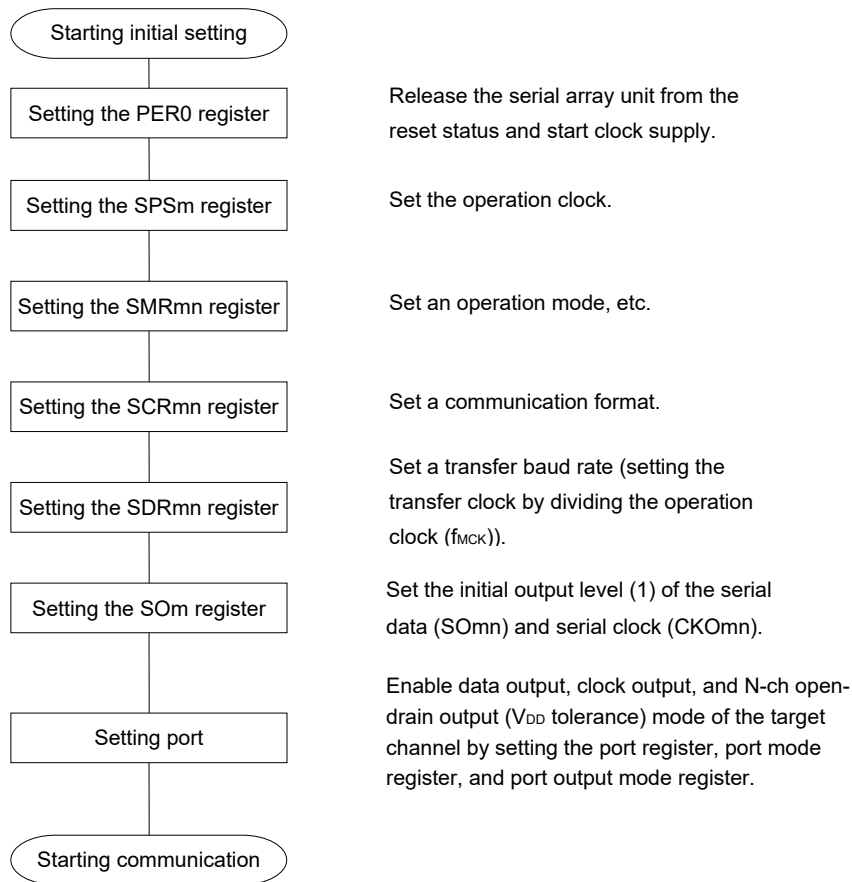 Starting initial setting
Setting the PER0 register
Release the serial array unit from the
reset status and start clock supply.
Setting the SPSm register
Set the operation clock.
Setting the SMRmn register
Set an operation mode, etc.
Setting the SCRmn register
Set a communication format.
Setting the SDRmn register
Set a transfer baud rate (setting the
transfer clock by dividing the operation
clock (fMCK)).
Setting the SOm register
Set the initial output level (1) of the serial
data (SOmn) and serial clock (CKOmn).
Setting port
Enable data output, clock output, and N-ch open-
drain output (VDD tolerance) mode of the target
channel by setting the port register, port mode
register, and port output mode register.
Starting communication